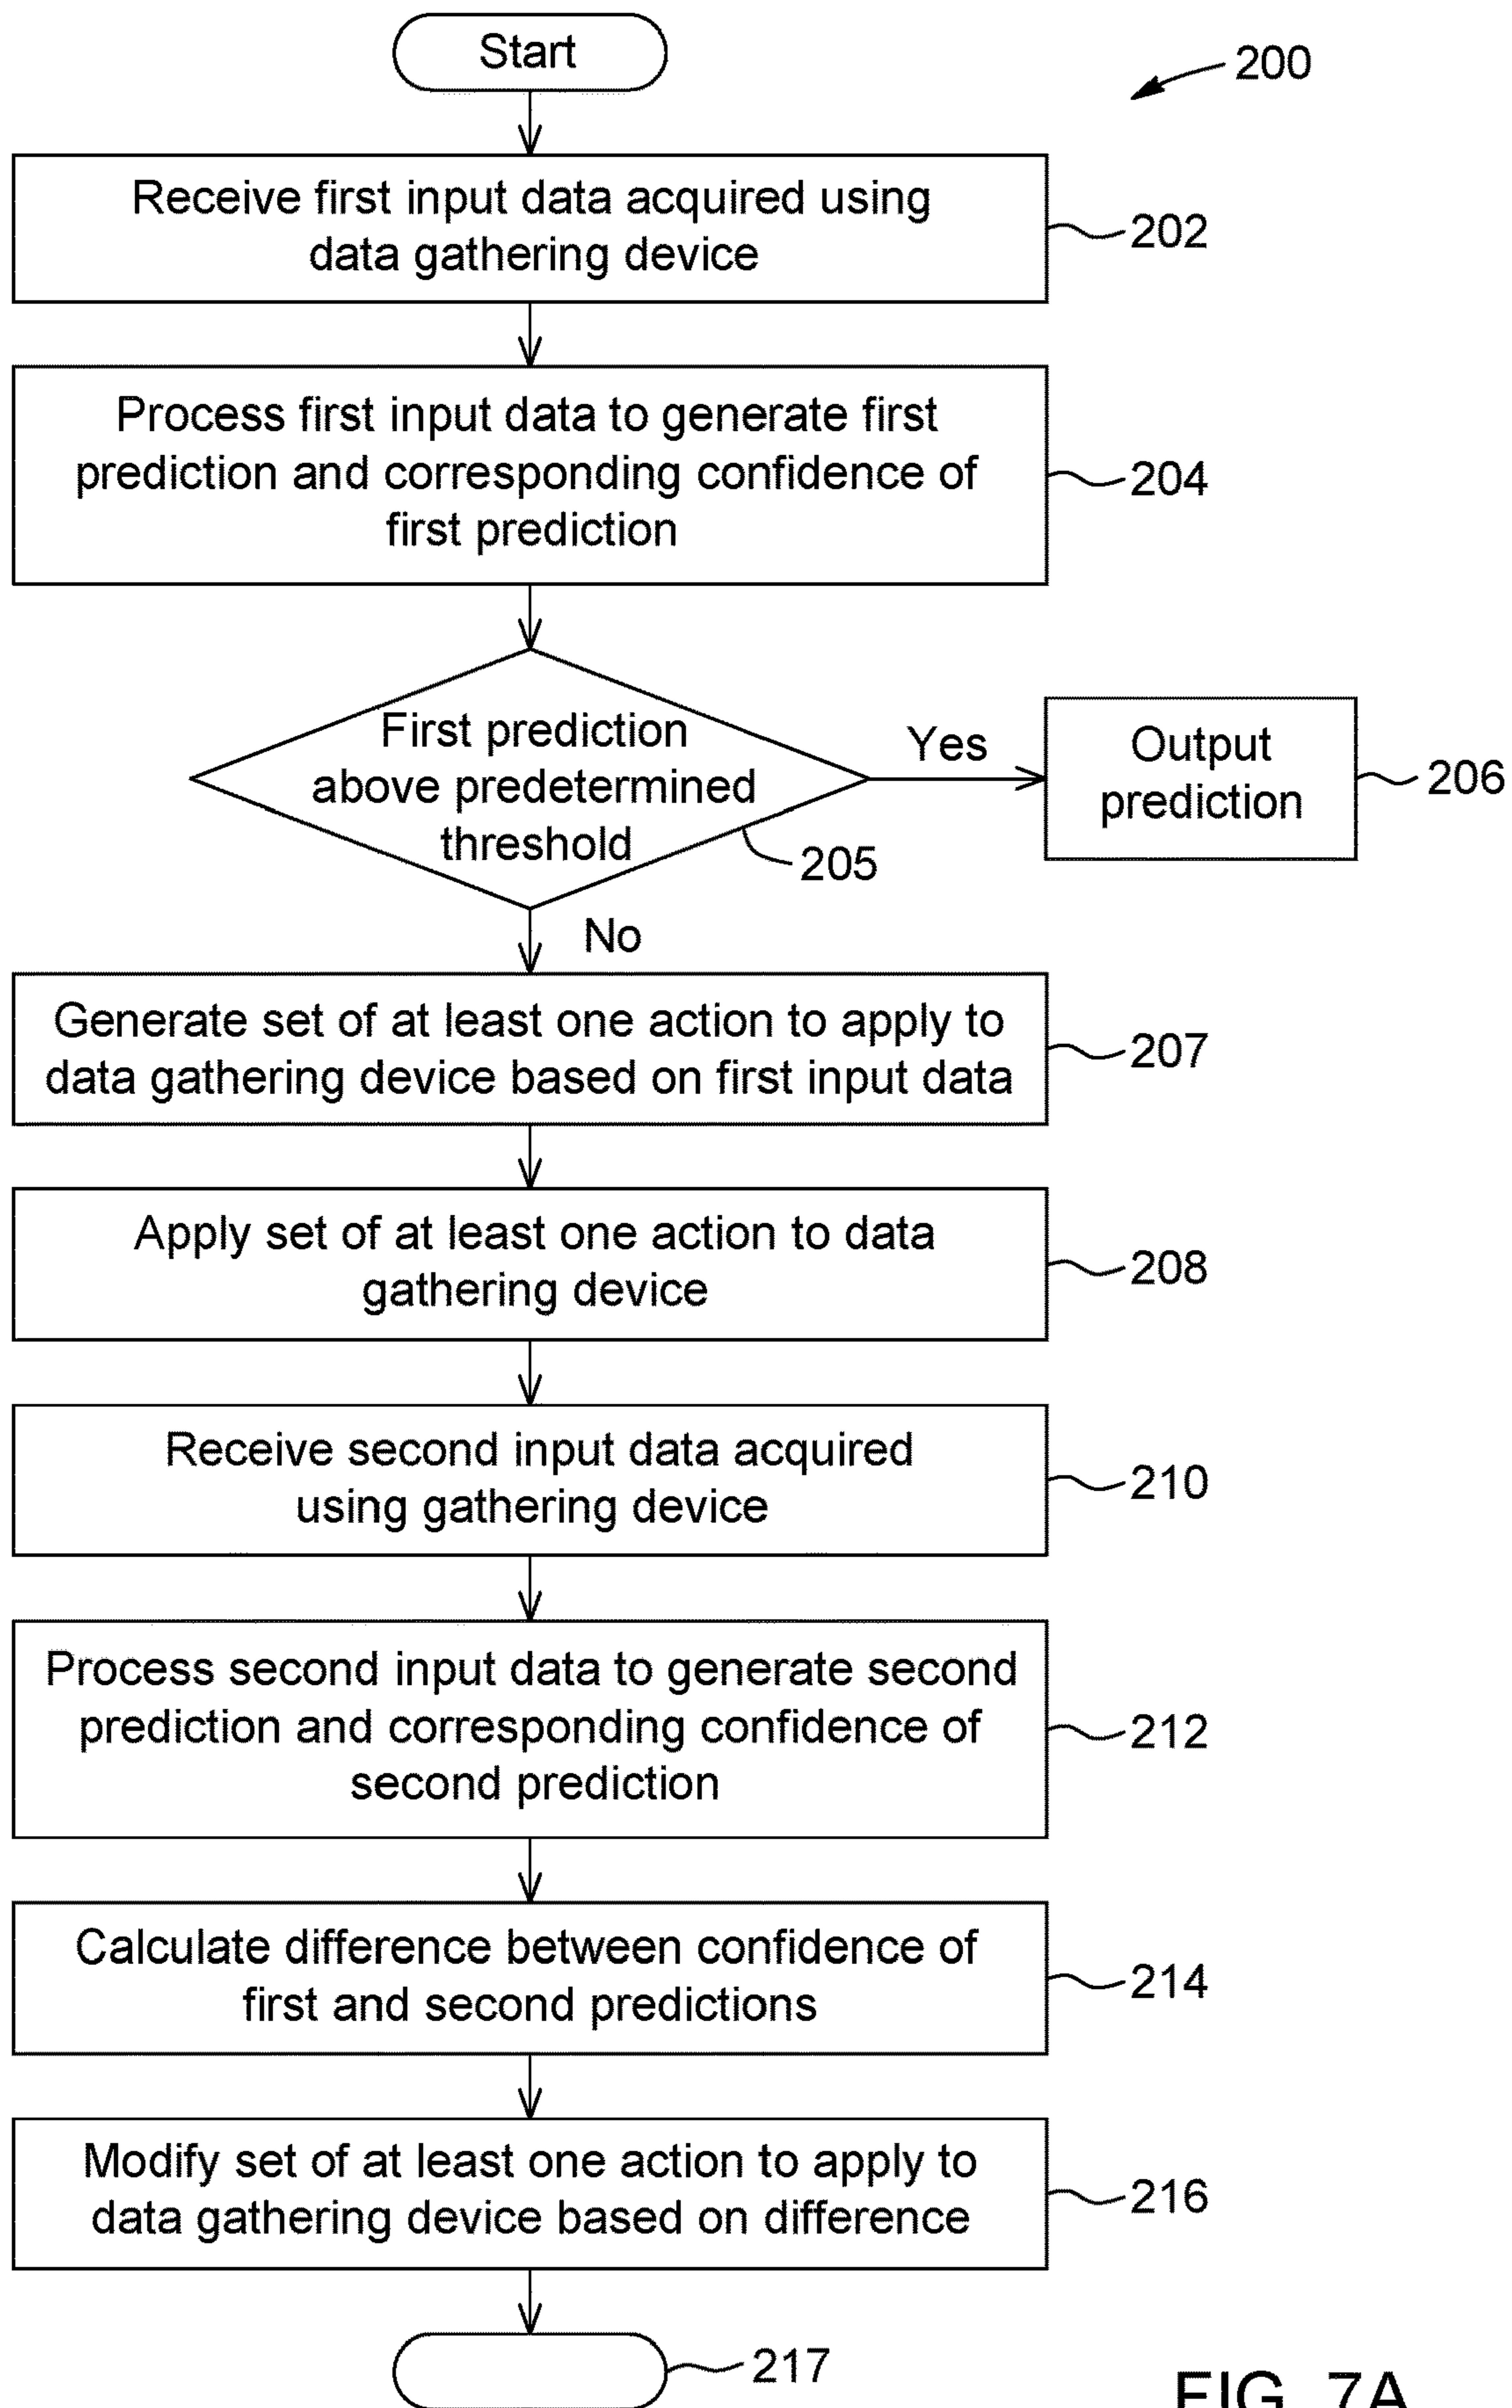 Start
200
Receive first input data acquired using
data gathering device
202
Process first input data to generate first
prediction and corresponding confidence of
first prediction
204
First prediction
above predetermined
threshold
205
Yes
Output
prediction
206
No
Generate set of at least one action to apply to
data gathering device based on first input data
207
Apply set of at least one action to data
gathering device
208
Receive second input data acquired
using gathering device
210
Process second input data to generate second
prediction and corresponding confidence of
second prediction
212
Calculate difference between confidence of
first and second predictions
214
Modify set of at least one action to apply to
data gathering device based on difference
216
217
FIG. 7A